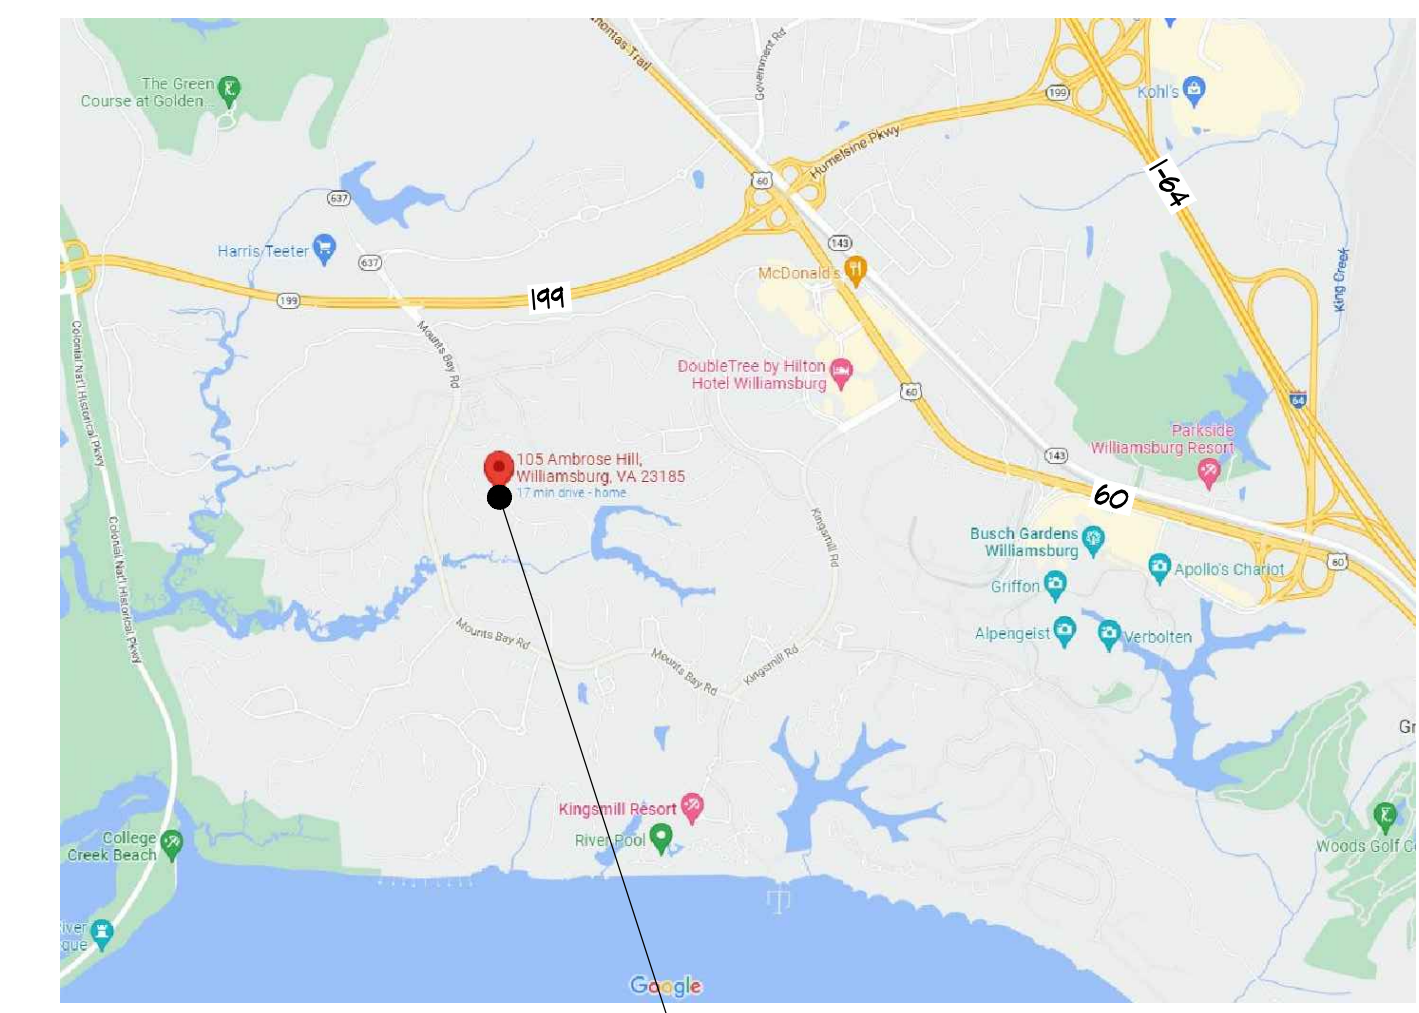 hontas Trail
Government Rd
The Green
Course at Golden...
199
Kohl's
Humelsine Pkwy
60
I-64
637
Harris Teeter
637
143
McDonald's
King Creek
199
199
Colonial Nat'l Historical Pkwy
Mounts Bay Rd
DoubleTree by Hilton
Hotel Williamsburg
60
64
Parkside
Williamsburg Resort
143
105 Ambrose Hill,
Williamsburg, VA 23185
17 min drive - home
60
Kingsmill Rd
Colonial Nat'l Historical Pkwy
Busch Gardens
Williamsburg
60
Apollo's Chariot
Griffon
Alpengeist
Verbolten
Mounts Bay Rd
Mounts Bay Rd
Kingsmill Rd
Gr
Kingsmill Resort
River Pool
College
Creek Beach
Woods Golf C
iver
que
Google